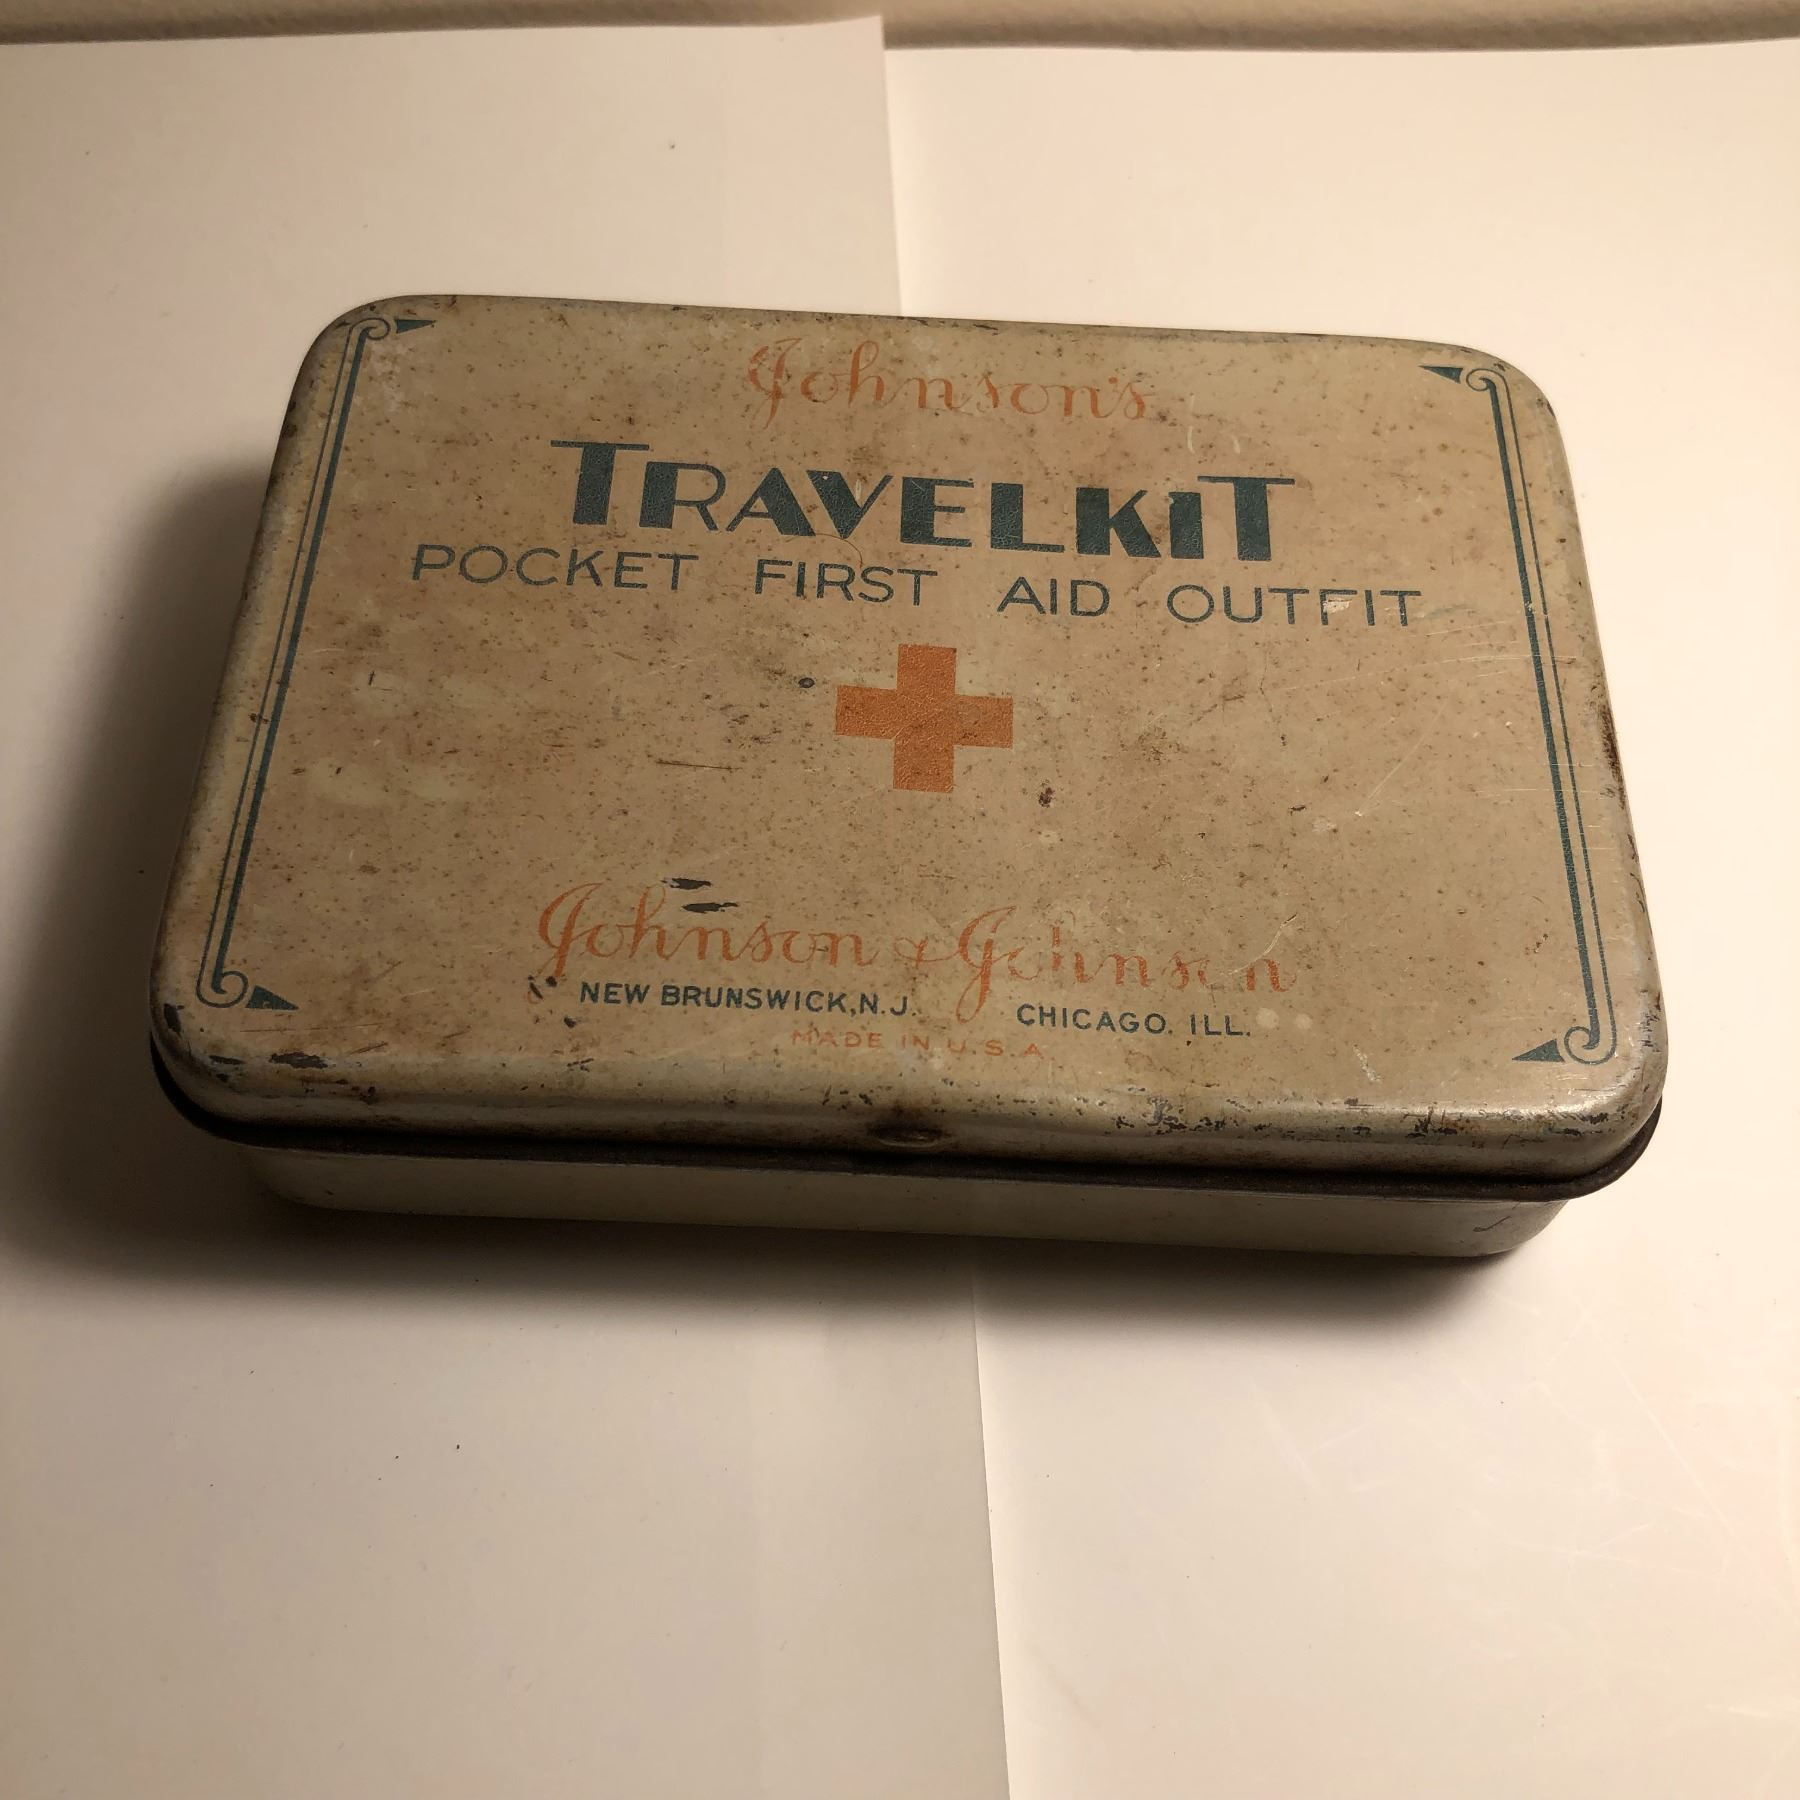 Johnson's
TRAVELKIT
POCKET FIRST AID OUTFIT
Johnson & Johnson
NEW BRUNSWICK, N.J. CHICAGO. ILL.
MADE IN U.S.A.